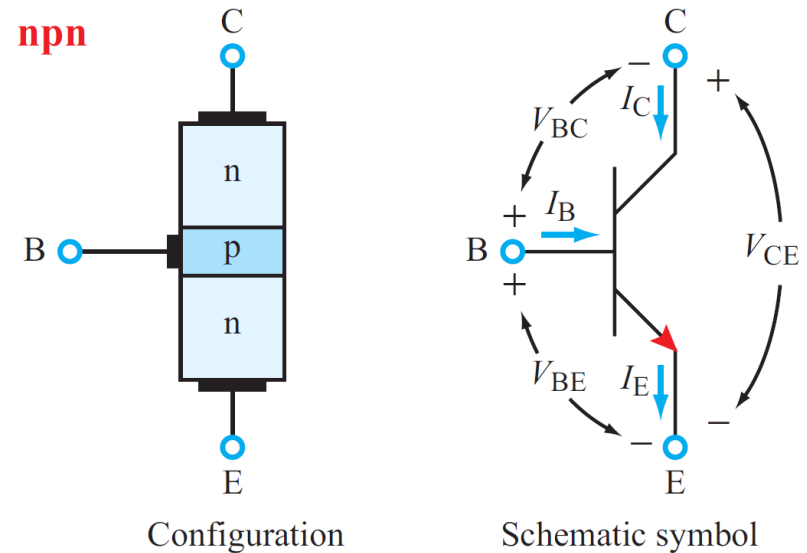 npn
C
n
B
p
n
E
Configuration
C
− +
I_C
V_BC
+
I_B
B
V_CE
+
V_BE
I_E
− −
E
Schematic symbol